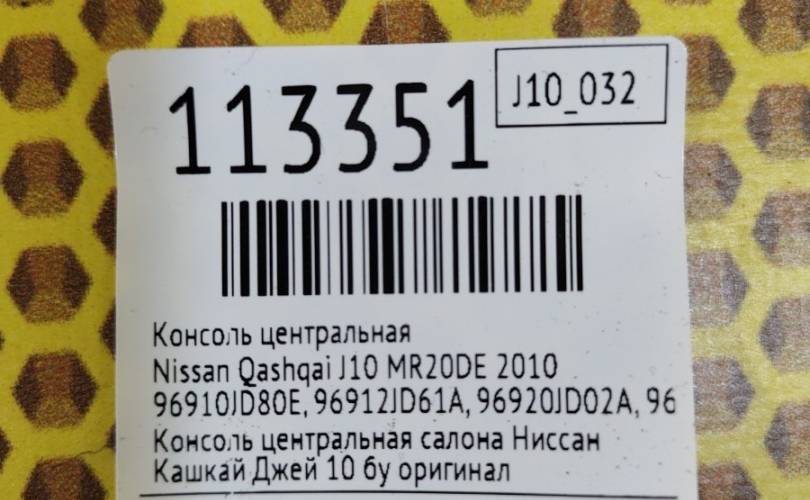 J10_032
113351
Консоль центральная
Nissan Qashqai J10 MR20DE 2010
96910JD80E, 96912JD61A, 96920JD02A, 96
Консоль центральная салона Ниссан
Кашкай Джей 10 бу оригинал